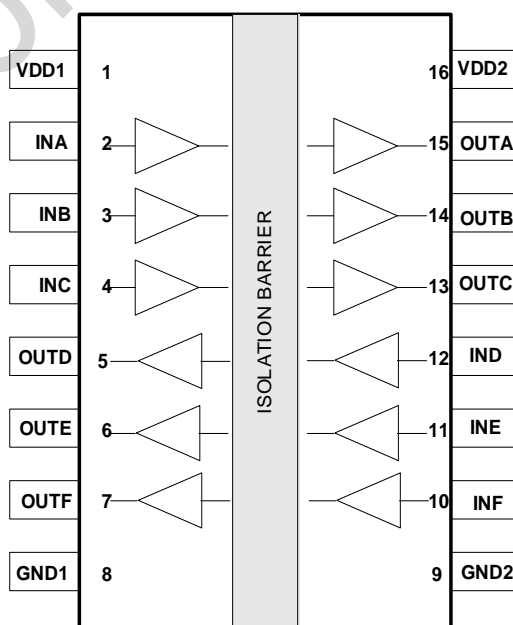 VDD1 1 16 VDD2
INA 2 15 OUTA
INB 3 14 OUTB
INC 4 13 OUTC
OUTD 5 12 IND
OUTE 6 11 INE
OUTF 7 10 INF
GND1 8 9 GND2
ISOLATION BARRIER